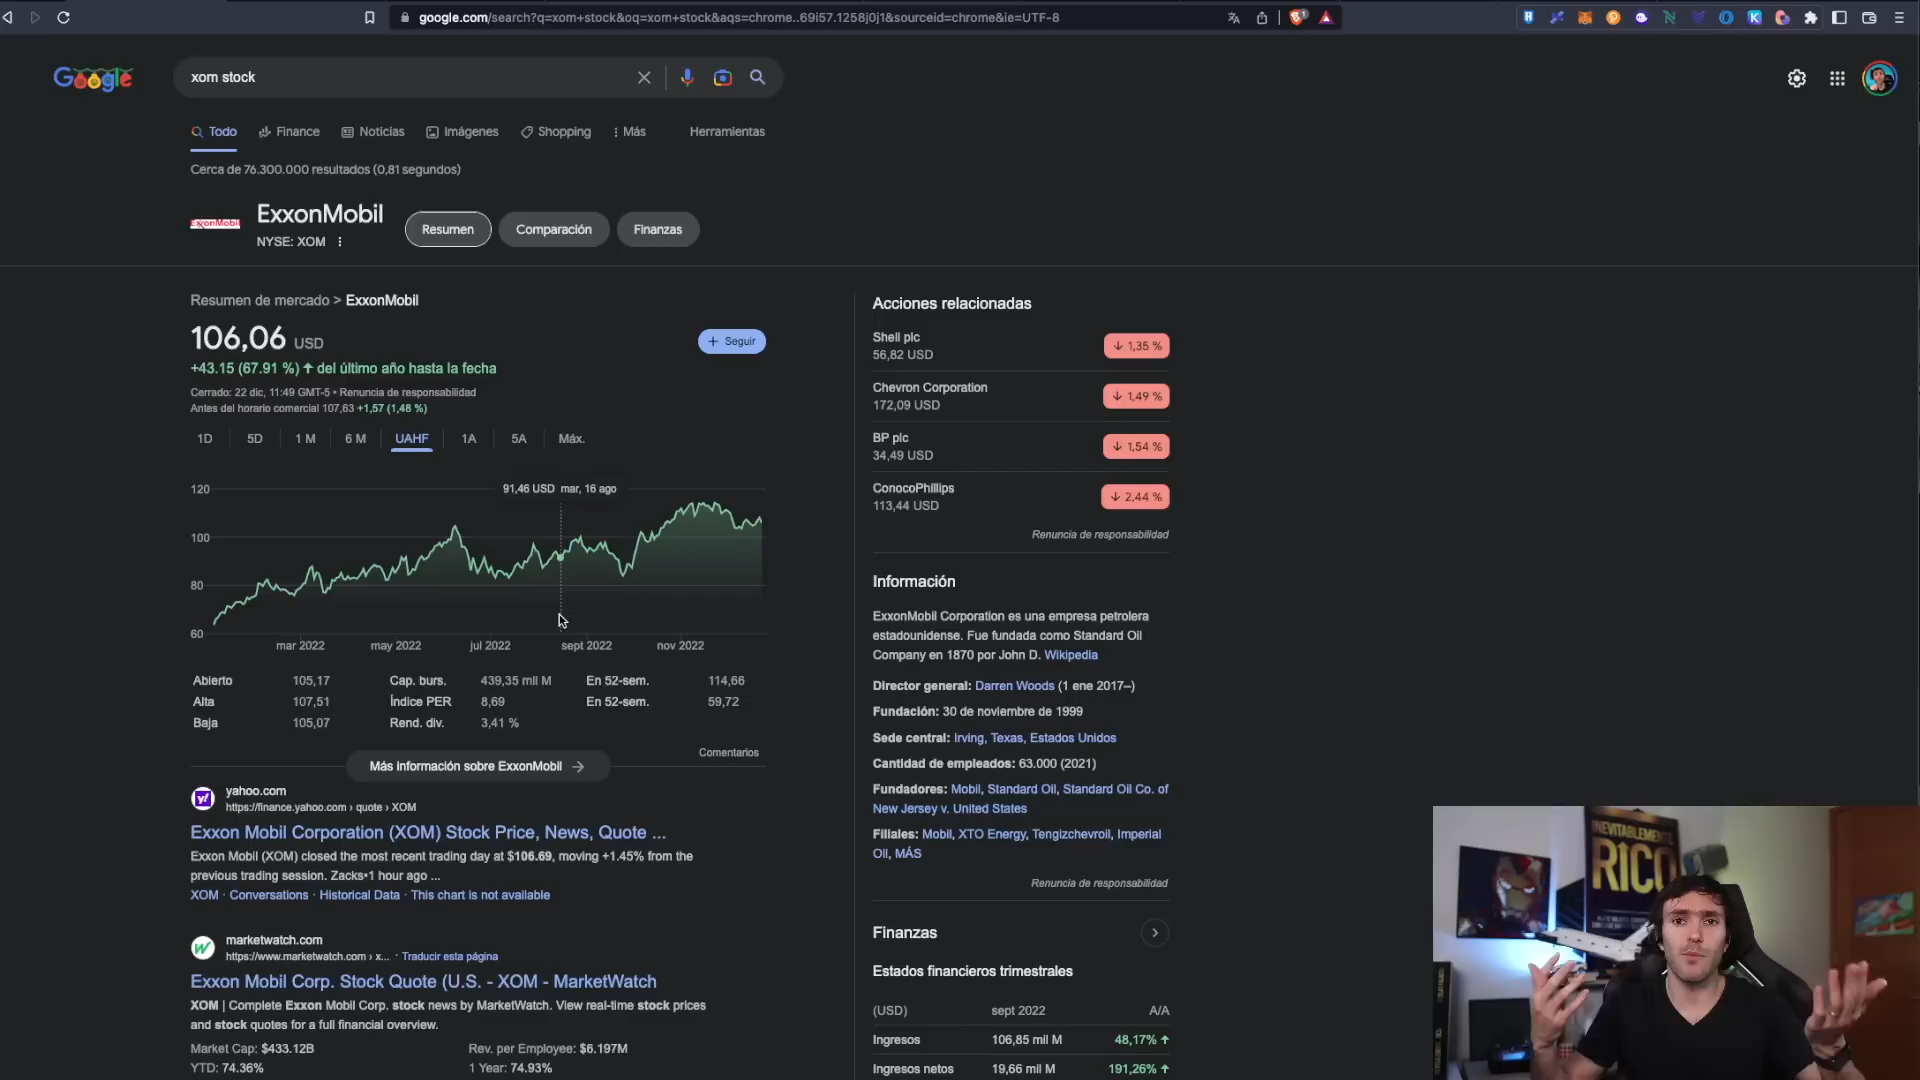 google.com/search?q=xom+stock&oq=xom+stock&aqs=chrome..69i57.1258j0j1&sourceid=chrome&ie=UTF-8
Google
xom stock
Todo
Finance
Noticias
Imágenes
Shopping
Más
Herramientas
Cerca de 76.300.000 resultados (0,81 segundos)
ExxonMobil
ExxonMobil
NYSE: XOM
Resumen
Comparación
Finanzas
Resumen de mercado > ExxonMobil
106,06 USD
+ Seguir
+43.15 (67.91 %) ↑ del último año hasta la fecha
Cerrado: 22 dic, 11:49 GMT-5 • Renuncia de responsabilidad
Antes del horario comercial 107,63 +1,57 (1,48 %)
1D
5D
1 M
6 M
UAHF
1A
5A
Máx.
91,46 USD mar, 16 ago
120
100
80
60
mar 2022
may 2022
jul 2022
sept 2022
nov 2022
Abierto 105,17 Cap. burs. 439,35 mil M En 52-sem. 114,66
Alta 107,51 Índice PER 8,69 En 52-sem. 59,72
Baja 105,07 Rend. div. 3,41 %
Comentarios
Más información sobre ExxonMobil →
yahoo.com
https://finance.yahoo.com › quote › XOM
Exxon Mobil Corporation (XOM) Stock Price, News, Quote ...
Exxon Mobil (XOM) closed the most recent trading day at $106.69, moving +1.45% from the
previous trading session. Zacks•1 hour ago ...
XOM · Conversations · Historical Data · This chart is not available
marketwatch.com
https://www.marketwatch.com › x... · Traducir esta página
Exxon Mobil Corp. Stock Quote (U.S. - XOM - MarketWatch
XOM | Complete Exxon Mobil Corp. stock news by MarketWatch. View real-time stock prices
and stock quotes for a full financial overview.
Market Cap: $433.12B Rev. per Employee: $6.197M
YTD: 74.36% 1 Year: 74.93%
Acciones relacionadas
Shell plc
56,82 USD
↓ 1,35 %
Chevron Corporation
172,09 USD
↓ 1,49 %
BP plc
34,49 USD
↓ 1,54 %
ConocoPhillips
113,44 USD
↓ 2,44 %
Renuncia de responsabilidad
Información
ExxonMobil Corporation es una empresa petrolera
estadounidense. Fue fundada como Standard Oil
Company en 1870 por John D. Wikipedia
Director general: Darren Woods (1 ene 2017–)
Fundación: 30 de noviembre de 1999
Sede central: Irving, Texas, Estados Unidos
Cantidad de empleados: 63.000 (2021)
Fundadores: Mobil, Standard Oil, Standard Oil Co. of
New Jersey v. United States
Filiales: Mobil, XTO Energy, Tengizchevroil, Imperial
Oil, MÁS
Renuncia de responsabilidad
Finanzas
Estados financieros trimestrales
(USD) sept 2022 A/A
Ingresos 106,85 mil M 48,17% ↑
Ingresos netos 19,66 mil M 191,26% ↑
INEVITABLEMENTE
RICO